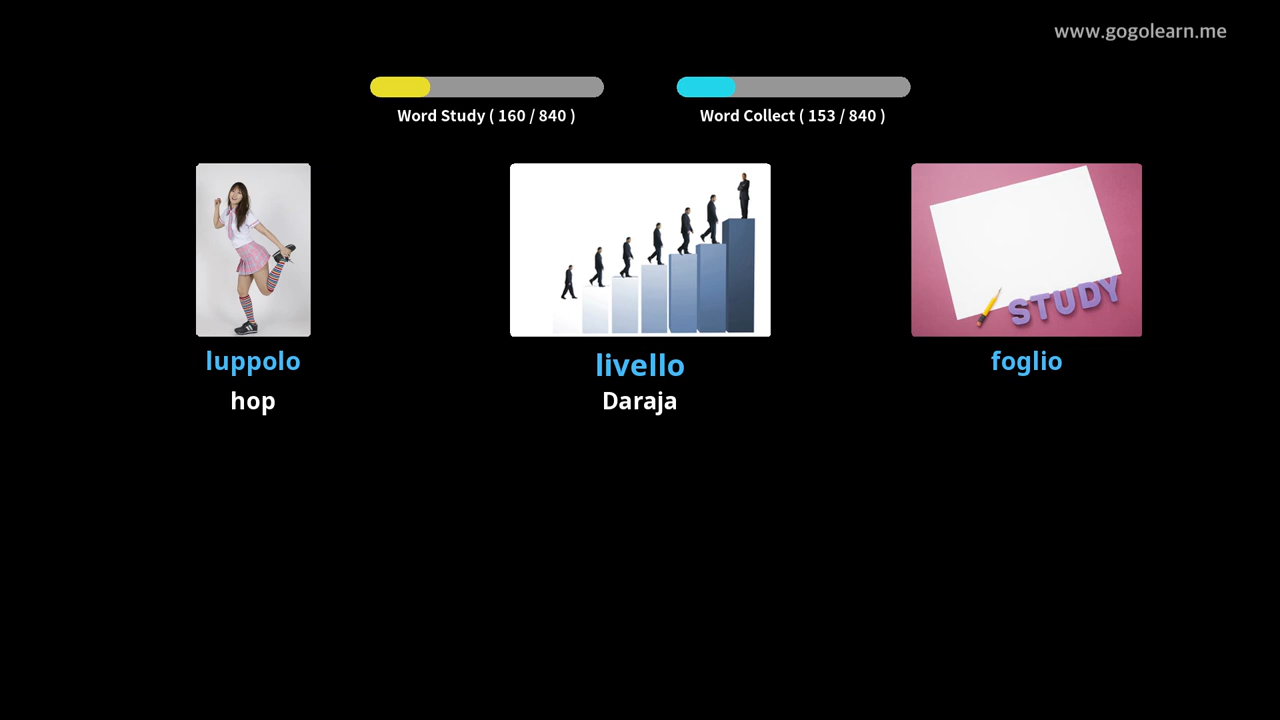 www.gogolearn.me
Word Study ( 160 / 840 )
Word Collect ( 153 / 840 )
STUDY
luppolo
livello
foglio
hop
Daraja